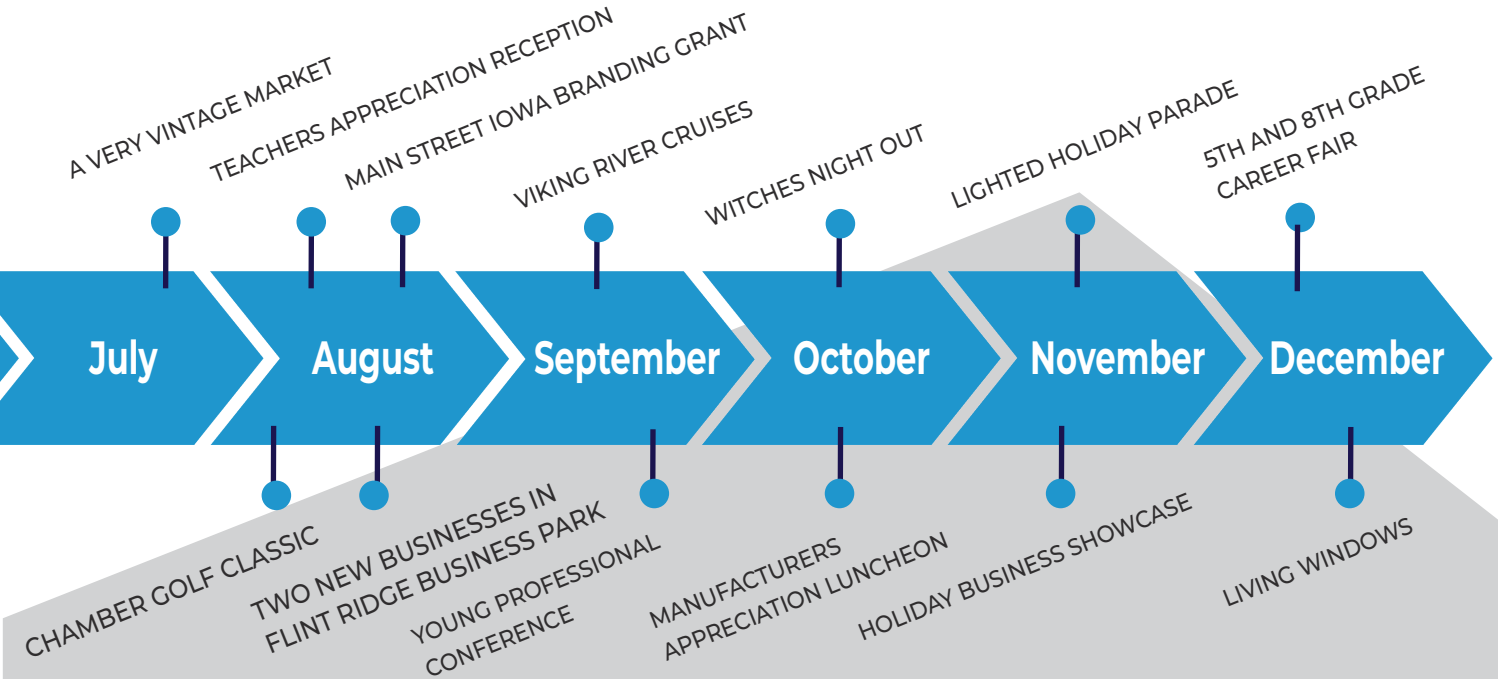 A VERY VINTAGE MARKET
TEACHERS APPRECIATION RECEPTION
MAIN STREET IOWA BRANDING GRANT
VIKING RIVER CRUISES
WITCHES NIGHT OUT
LIGHTED HOLIDAY PARADE
5TH AND 8TH GRADE
CAREER FAIR
July
August
September
October
November
December
CHAMBER GOLF CLASSIC
TWO NEW BUSINESSES IN
FLINT RIDGE BUSINESS PARK
YOUNG PROFESSIONAL
CONFERENCE
MANUFACTURERS
APPRECIATION LUNCHEON
HOLIDAY BUSINESS SHOWCASE
LIVING WINDOWS